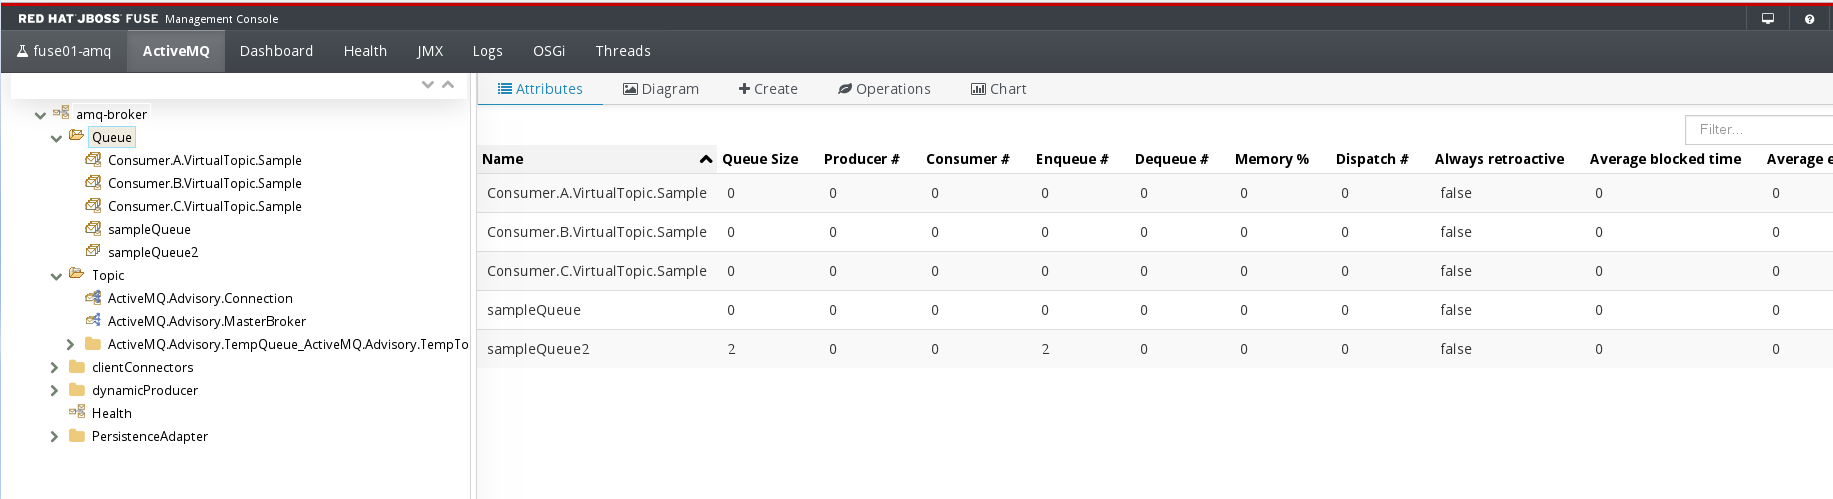 RED HAT JBOSS FUSE Management Console
fuse01-amq ActiveMQ Dashboard Health JMX Logs OSGi Threads
Attributes Diagram Create Operations Chart
amq-broker
Queue
Consumer.A.VirtualTopic.Sample
Consumer.B.VirtualTopic.Sample
Consumer.C.VirtualTopic.Sample
sampleQueue
sampleQueue2
Topic
ActiveMQ.Advisory.Connection
ActiveMQ.Advisory.MasterBroker
ActiveMQ.Advisory.TempQueue_ActiveMQ.Advisory.TempTo
clientConnectors
dynamicProducer
Health
PersistenceAdapter
Filter...
Name Queue Size Producer # Consumer # Enqueue # Dequeue # Memory % Dispatch # Always retroactive Average blocked time Average e
Consumer.A.VirtualTopic.Sample 0 0 0 0 0 0 0 false 0 0
Consumer.B.VirtualTopic.Sample 0 0 0 0 0 0 0 false 0 0
Consumer.C.VirtualTopic.Sample 0 0 0 0 0 0 0 false 0 0
sampleQueue 0 0 0 0 0 0 0 false 0 0
sampleQueue2 2 0 0 2 0 0 0 false 0 0